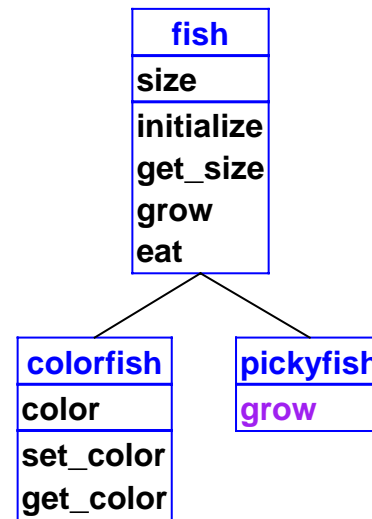 fish
size
initialize
get_size
grow
eat
colorfish
color
set_color
get_color
pickyfish
grow